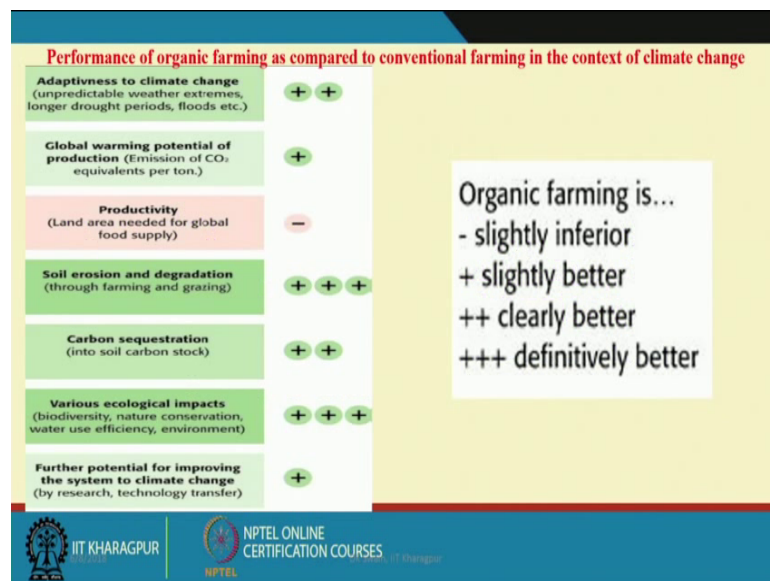 Performance of organic farming as compared to conventional farming in the context of climate change
Adaptivness to climate change
(unpredictable weather extremes,
longer drought periods, floods etc.)
++
Global warming potential of
production (Emission of CO₂
equivalents per ton.)
+
Productivity
(Land area needed for global
food supply)
−
Soil erosion and degradation
(through farming and grazing)
+++
Carbon sequestration
(into soil carbon stock)
++
Various ecological impacts
(biodiversity, nature conservation,
water use efficiency, environment)
+++
Further potential for improving
the system to climate change
(by research, technology transfer)
+
Organic farming is...
- slightly inferior
+ slightly better
++ clearly better
+++ definitively better
IIT KHARAGPUR
NPTEL
NPTEL ONLINE
CERTIFICATION COURSES
IIT Kharagpur